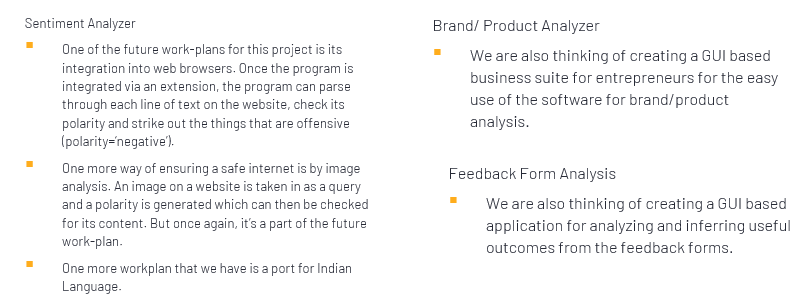 Sentiment Analyzer
One of the future work-plans for this project is its
integration into web browsers. Once the program is
integrated via an extension, the program can parse
through each line of text on the website, check its
polarity and strike out the things that are offensive
(polarity=‘negative’).
One more way of ensuring a safe internet is by image
analysis. An image on a website is taken in as a query
and a polarity is generated which can then be checked
for its content. But once again, it’s a part of the future
work-plan.
One more workplan that we have is a port for Indian
Language.
Brand/ Product Analyzer
We are also thinking of creating a GUI based
business suite for entrepreneurs for the easy
use of the software for brand/product
analysis.
Feedback Form Analysis
We are also thinking of creating a GUI based
application for analyzing and inferring useful
outcomes from the feedback forms.